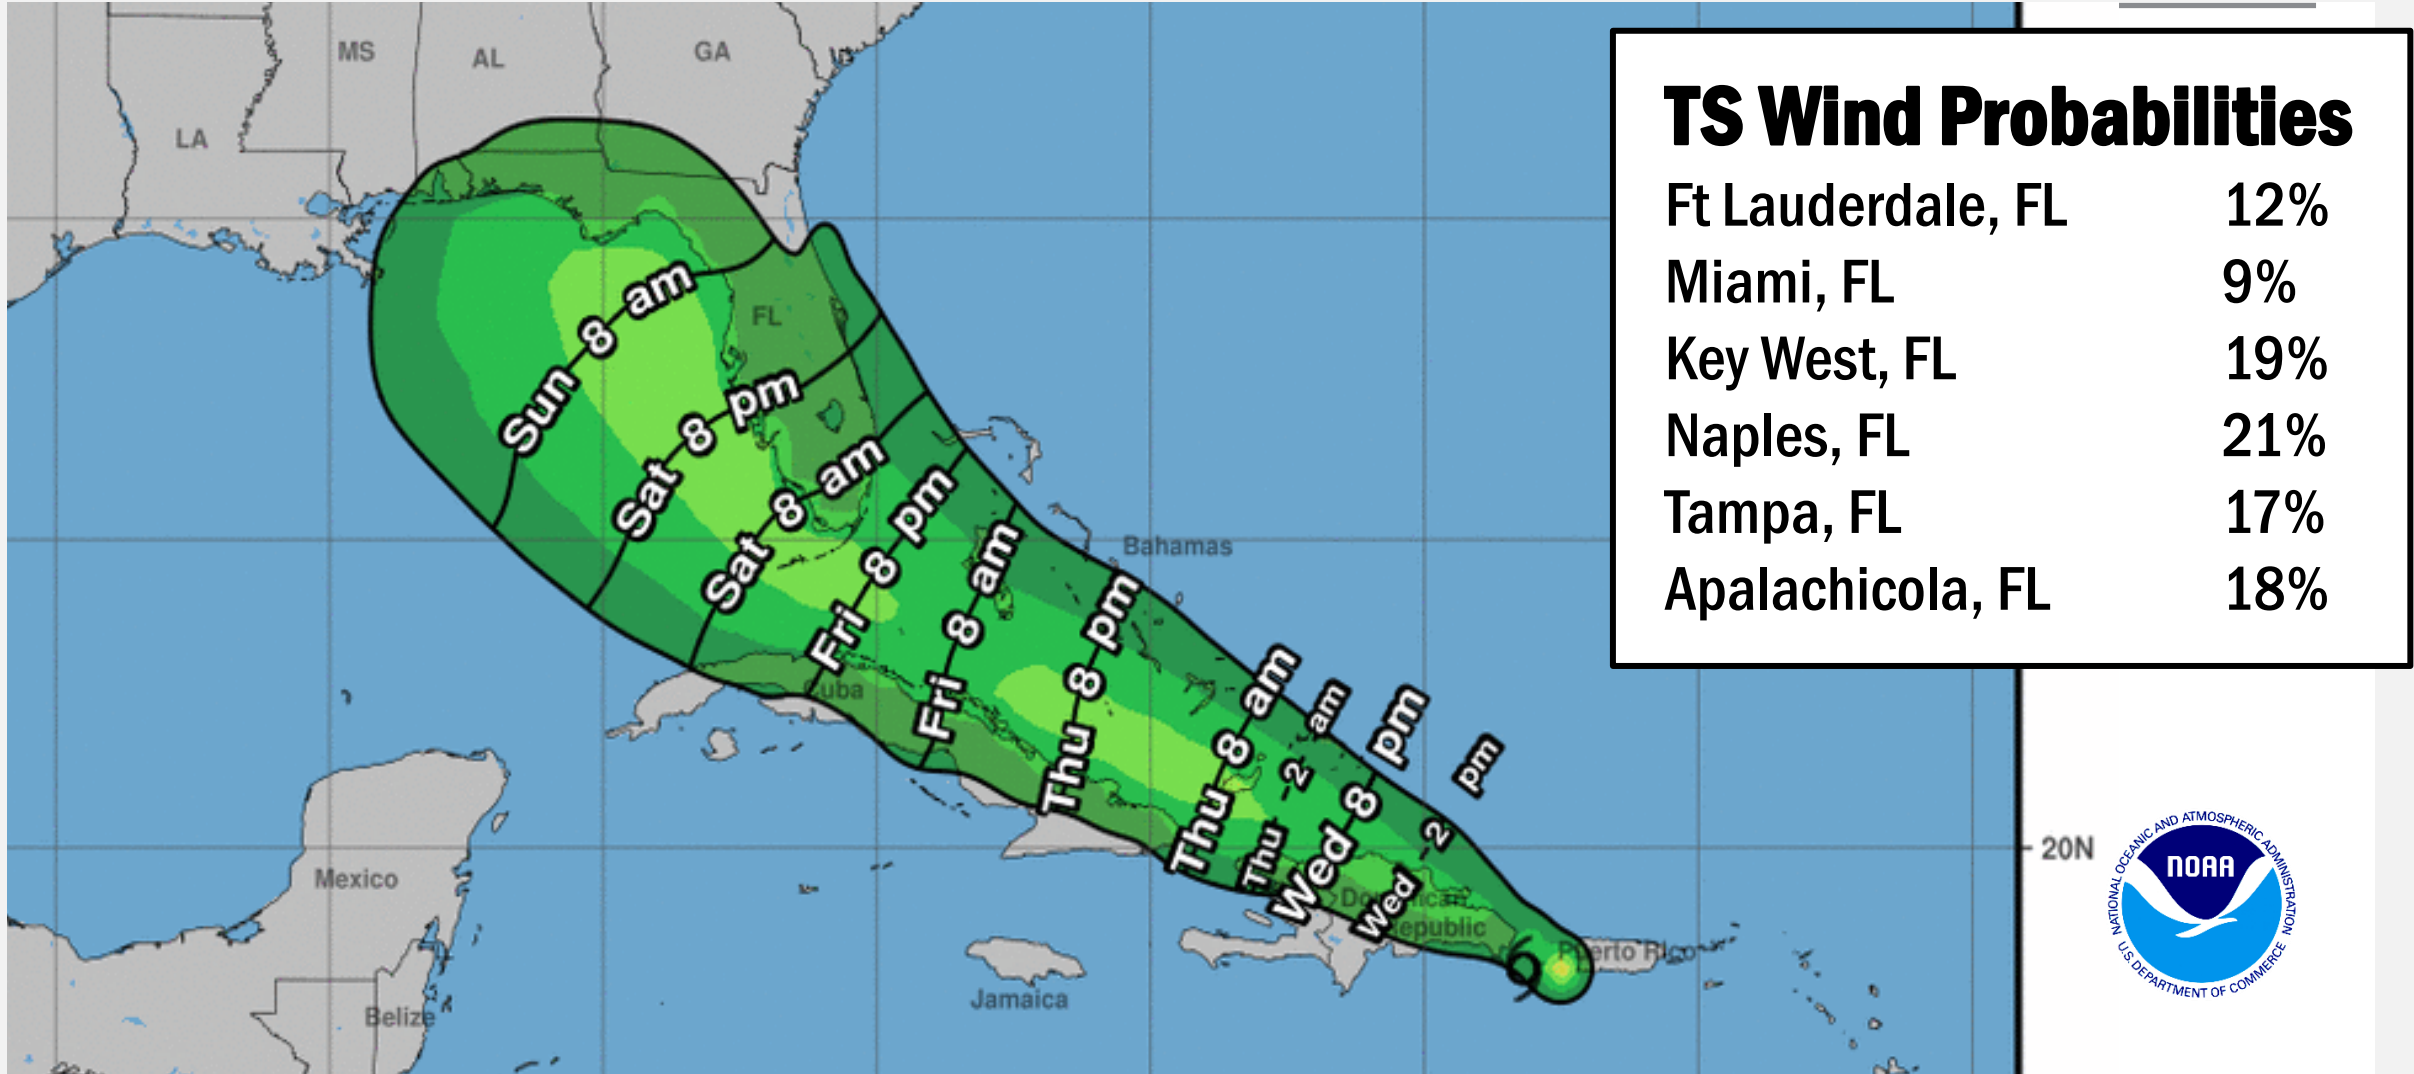 MS
AL
GA
LA
FL
TS Wind Probabilities
Ft Lauderdale, FL 12%
Miami, FL 9%
Key West, FL 19%
Naples, FL 21%
Tampa, FL 17%
Apalachicola, FL 18%
Sun 8 am
Sat 8 pm
Sat 8 am
Fri 8 pm
Fri 8 am
Thu 8 pm
Thu 8 am
Thu 2 am
Wed 8 pm
Wed 2 pm
Bahamas
Cuba
Mexico
Belize
Jamaica
Dominican
Republic
Puerto Rico
20N
NATIONAL OCEANIC AND ATMOSPHERIC ADMINISTRATION
NOAA
U.S. DEPARTMENT OF COMMERCE